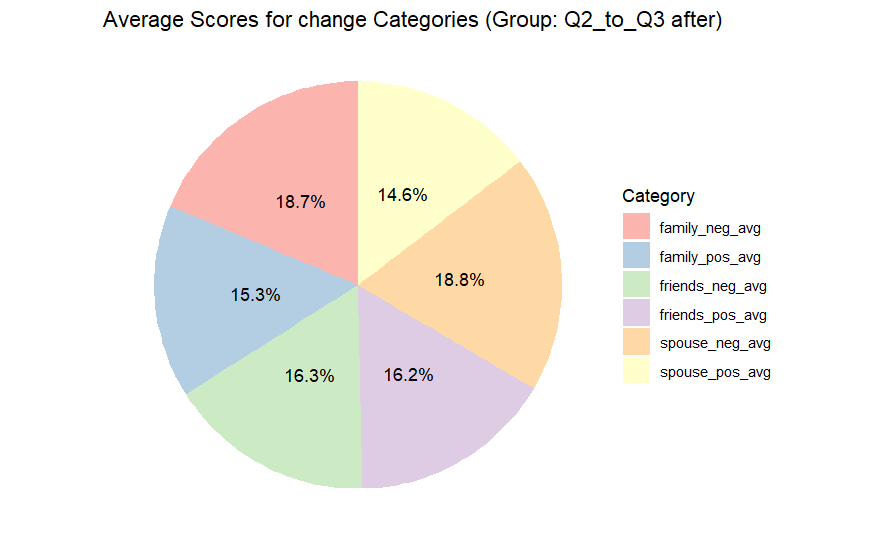 Average Scores for change Categories (Group: Q2_to_Q3 after)
18.7%
14.6%
15.3%
18.8%
16.3%
16.2%
Category
family_neg_avg
family_pos_avg
friends_neg_avg
friends_pos_avg
spouse_neg_avg
spouse_pos_avg